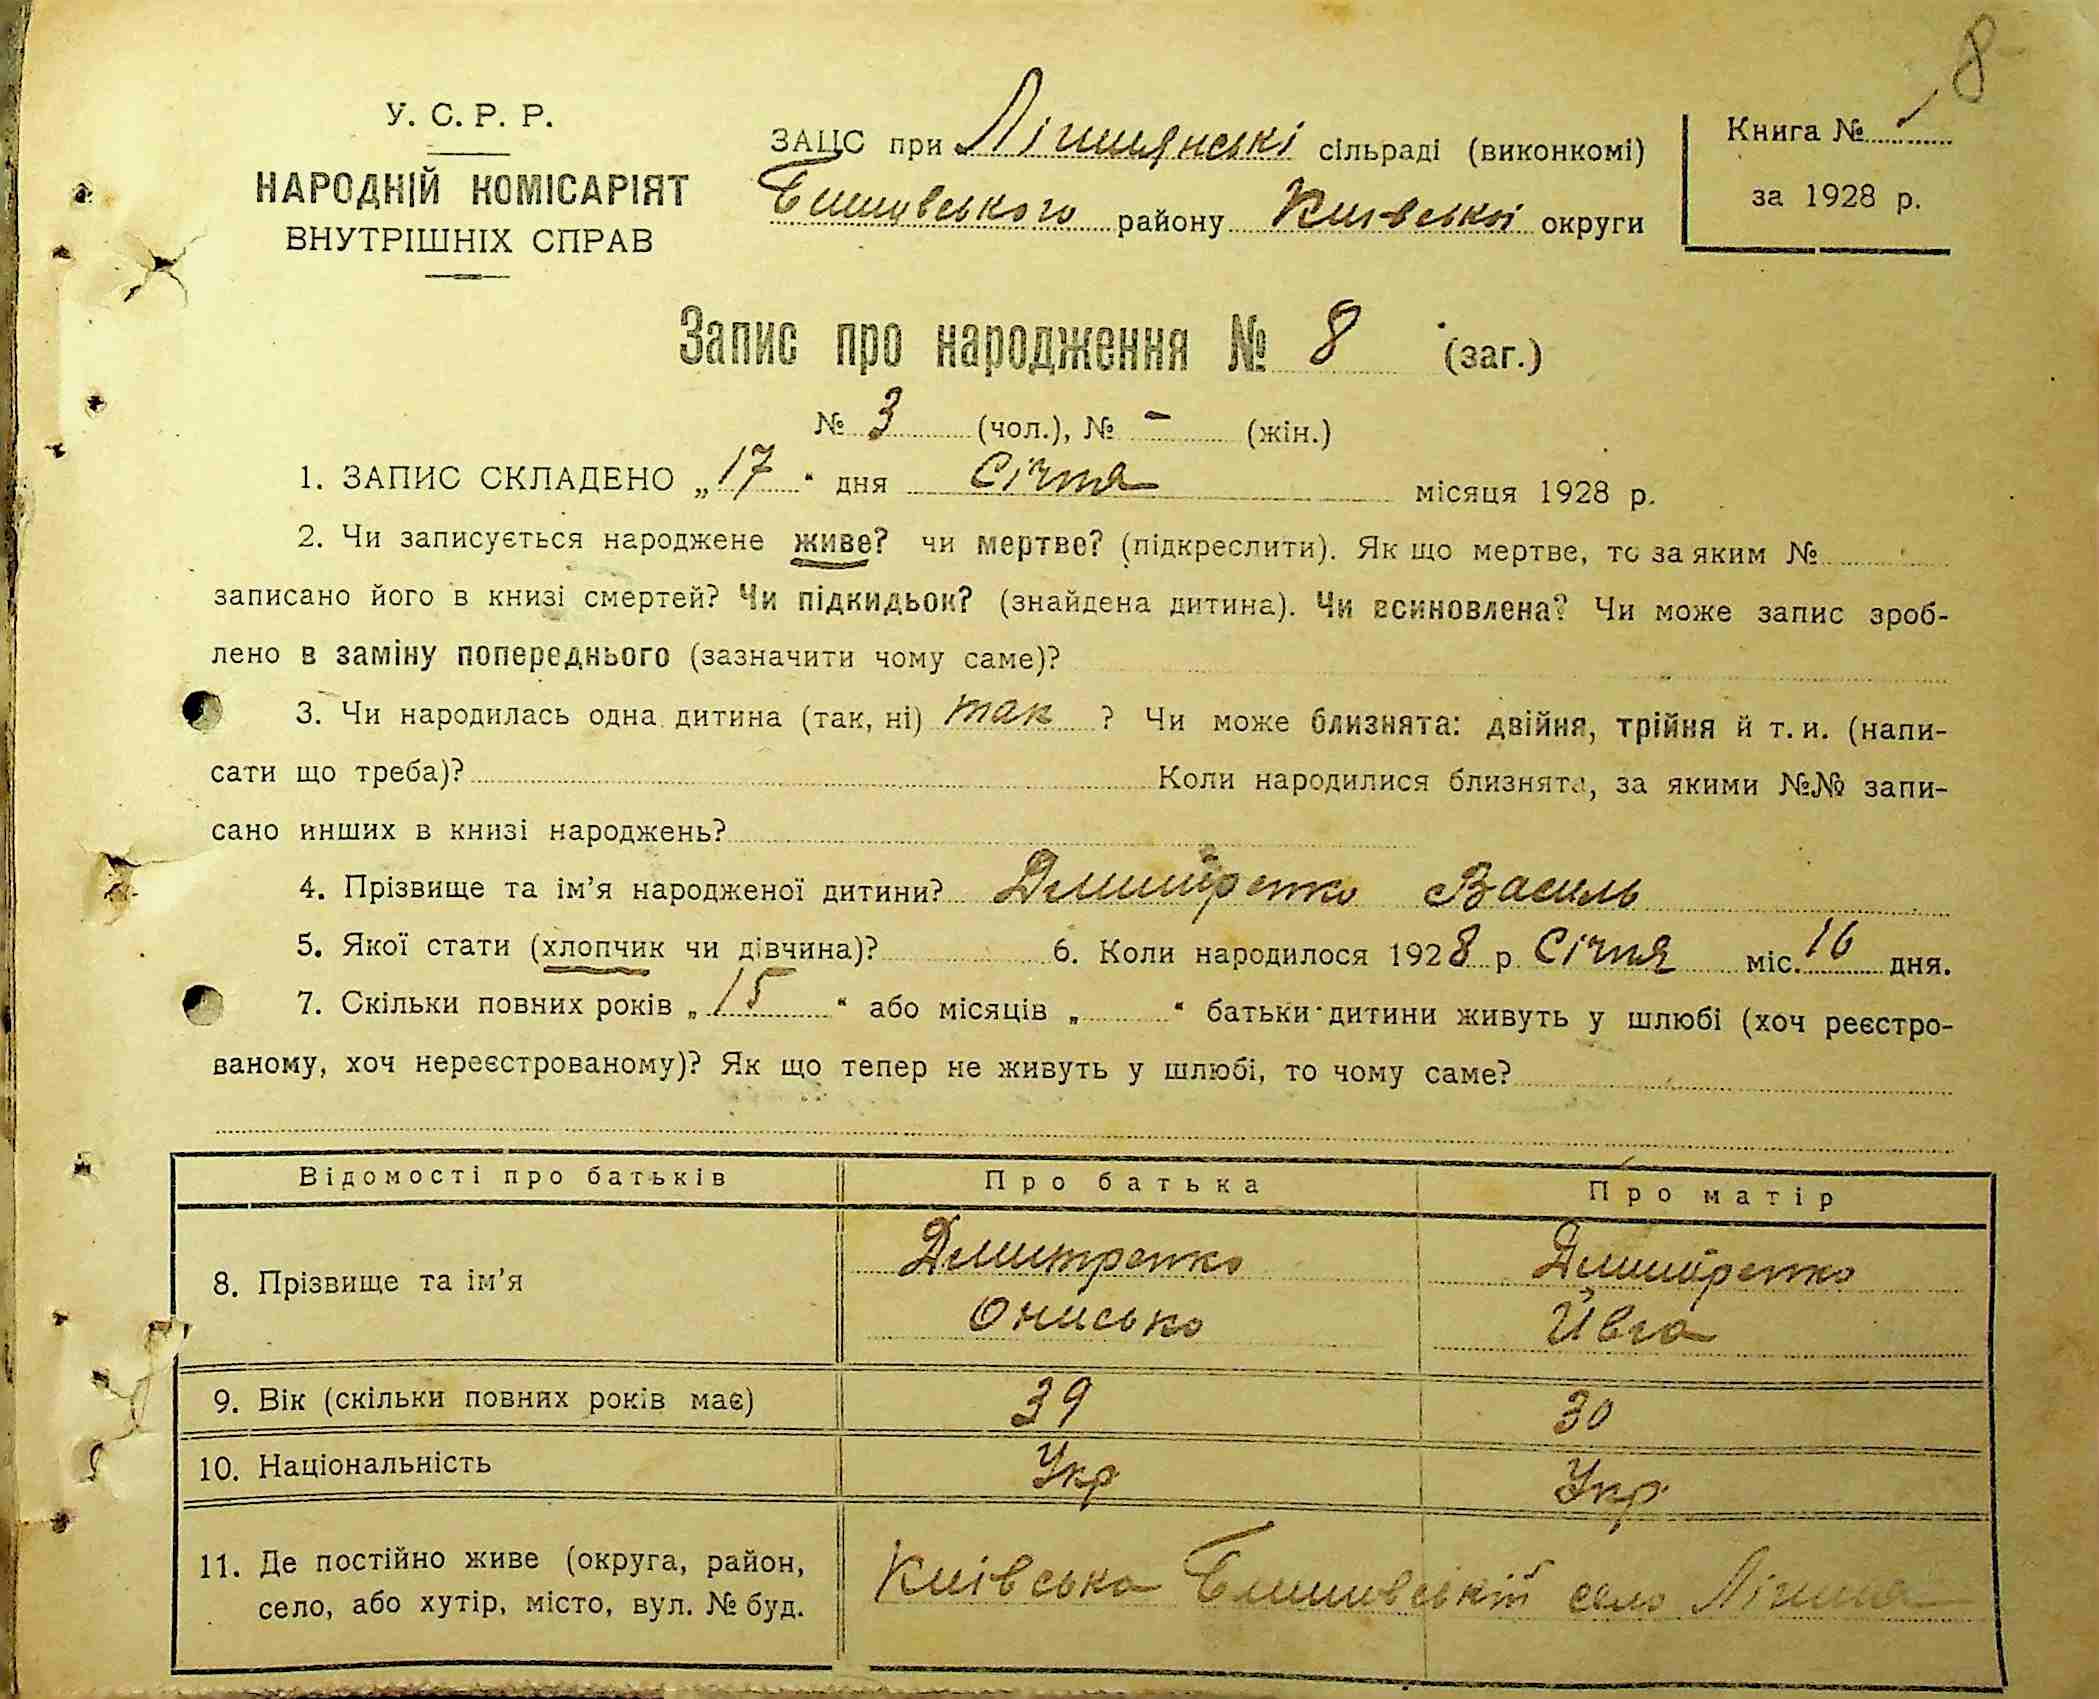 8
У. С. Р. Р.
НАРОДНІЙ КОМІСАРІЯТ
ВНУТРІШНІХ СПРАВ
ЗАЦС при сільраді (виконкомі)
району Київської округи
Книга №
за 1928 р.
Запис про народження № 8 (заг.)
№ 3 (чол.), № - (жін.)
1. ЗАПИС СКЛАДЕНО „17“ дня Січня місяця 1928 р.
2. Чи записується народжене живе? чи мертве? (підкреслити). Як що мертве, то за яким №
записано його в книзі смертей? Чи підкидьок? (знайдена дитина). Чи всиновлена? Чи може запис зроб-
лено в заміну попереднього (зазначити чому саме)?
3. Чи народилась одна дитина (так, ні) так ? Чи може близнята: двійня, трійня й т. и. (напи-
сати що треба)? Коли народилися близнята, за якими №№ запи-
сано инших в книзі народжень?
4. Прізвище та ім’я народженої дитини? Дмитренко Василь
5. Якої стати (хлопчик чи дівчина)? 6. Коли народилося 1928 р Січня міс. 16 дня.
7. Скільки повних років „15“ або місяців „ “ батьки дитини живуть у шлюбі (хоч реєстро-
ваному, хоч нереєстрованому)? Як що тепер не живуть у шлюбі, то чому саме?
Відомості про батьків Про батька Про матір
8. Прізвище та ім’я Дмитренко Дмитренко
Онисько Ивга
9. Вік (скільки повних років має) 39 30
10. Національність Укр Укр
11. Де постійно живе (округа, район, Київська село
село, або хутір, місто, вул. № буд.